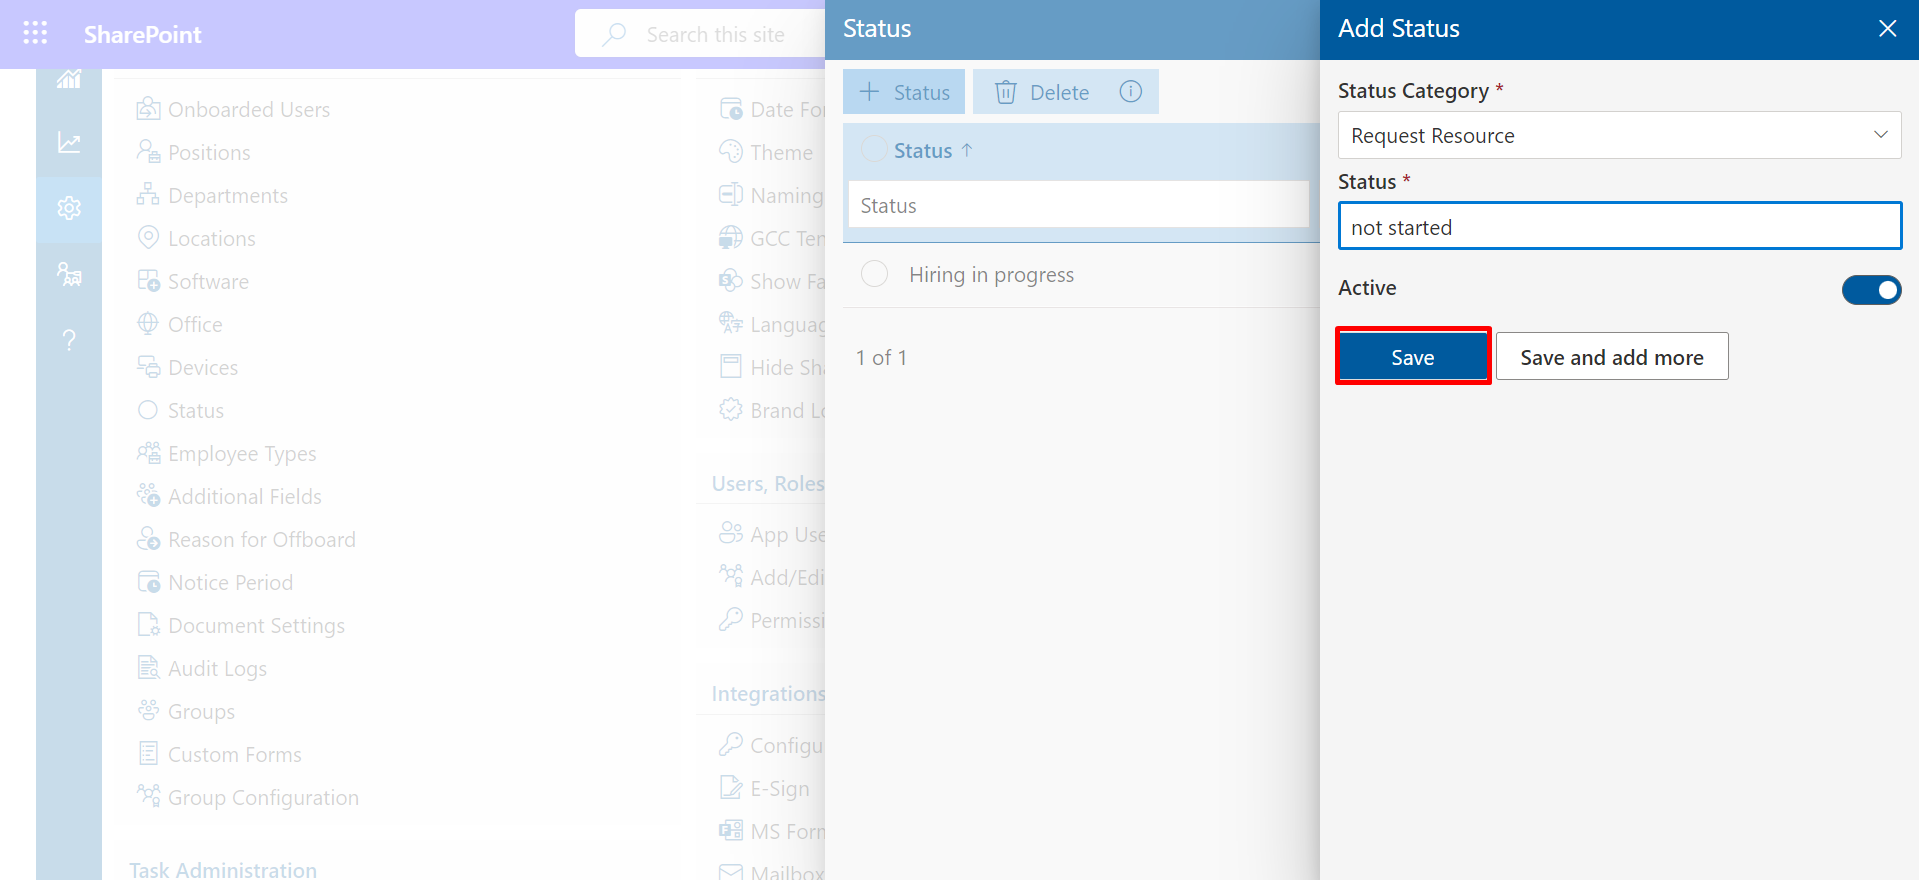 SharePoint
Search this site
Onboarded Users
Positions
Departments
Locations
Software
Office
Devices
Status
Employee Types
Additional Fields
Reason for Offboard
Notice Period
Document Settings
Audit Logs
Groups
Custom Forms
Group Configuration
Task Administration
Date Fo
Theme
Naming
GCC Ten
Show Fa
Languag
Hide Sha
Brand Lo
Users, Roles
App Use
Add/Edi
Permissi
Integrations
Configu
E-Sign
MS Form
Mailbox
Status
+ Status
Delete
Status ↑
Status
Hiring in progress
1 of 1
Add Status
Status Category *
Request Resource
Status *
not started
Active
Save
Save and add more